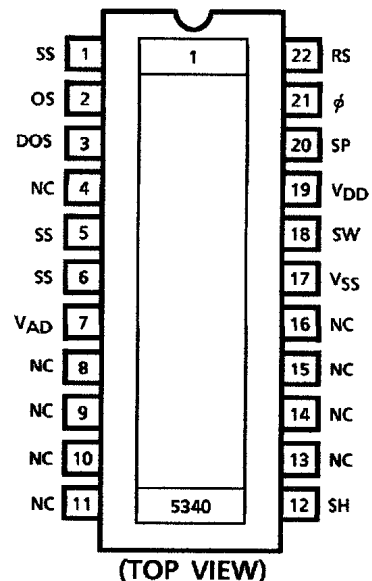 SS 1 1 22 RS
OS 2 21 ϕ
DOS 3 20 SP
NC 4 19 VDD
SS 5 18 SW
SS 6 17 VSS
VAD 7 16 NC
NC 8 15 NC
NC 9 14 NC
NC 10 13 NC
NC 11 5340 12 SH
(TOP VIEW)